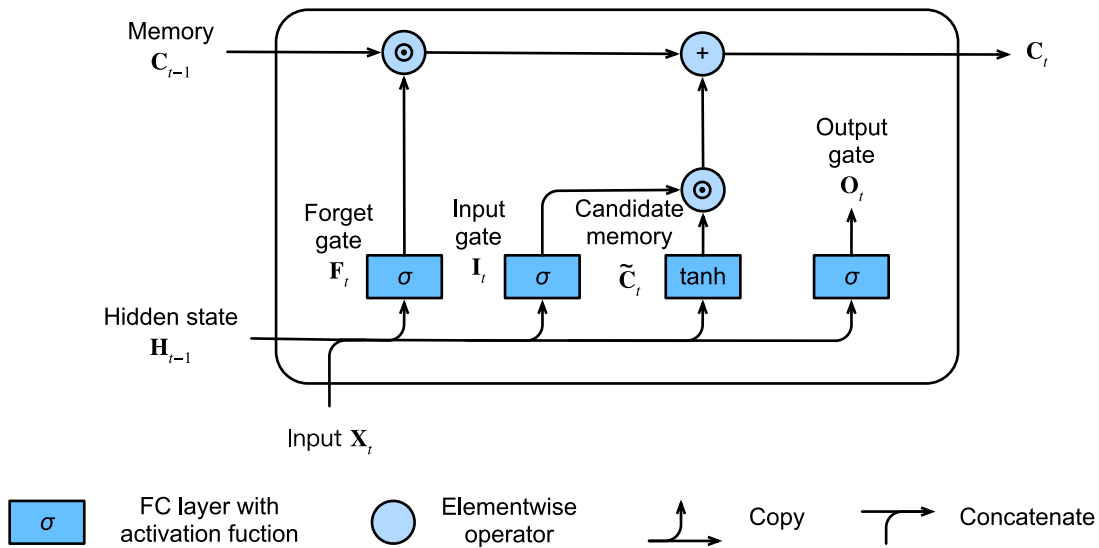 Memory
C_{t−1}
⊙
+
C_t
Output
gate
O_t
⊙
Forget
gate
F_t
Input
gate
I_t
Candidate
memory
C̃_t
σ
σ
tanh
σ
Hidden state
H_{t−1}
Input X_t
σ
FC layer with
activation fuction
Elementwise
operator
Copy
Concatenate